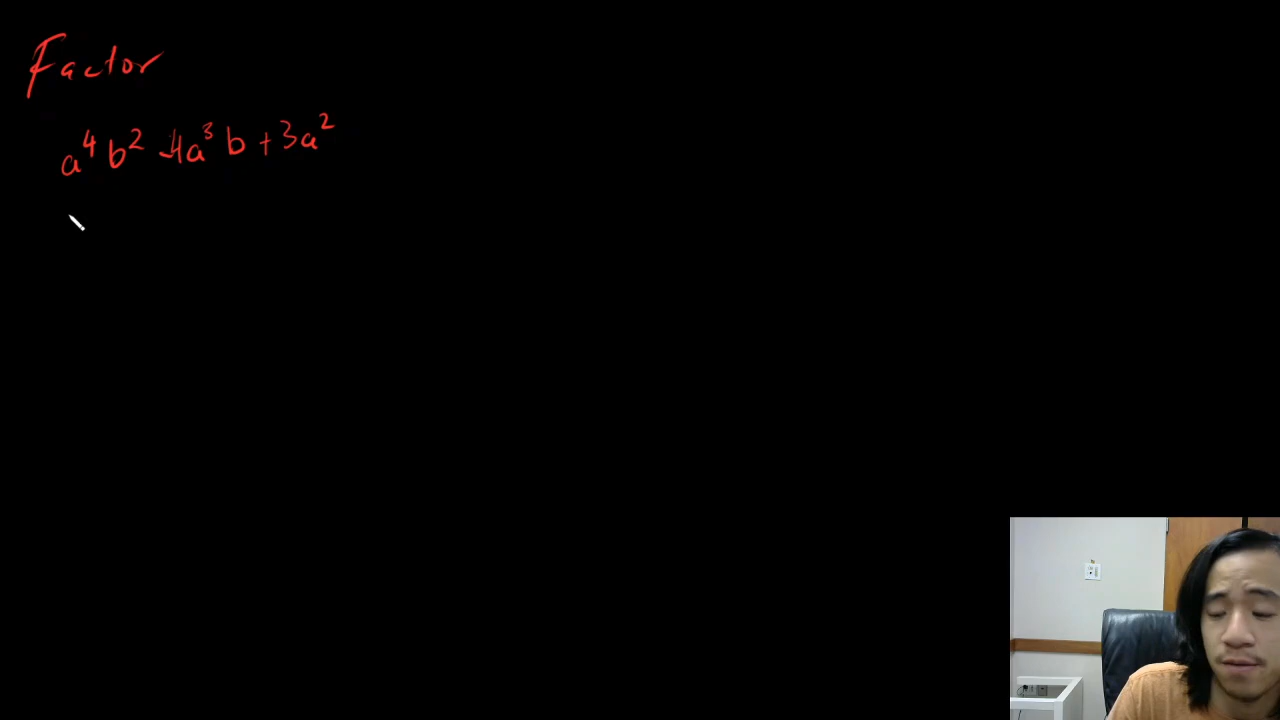 Factor
a⁴b² - 4a³b + 3a²